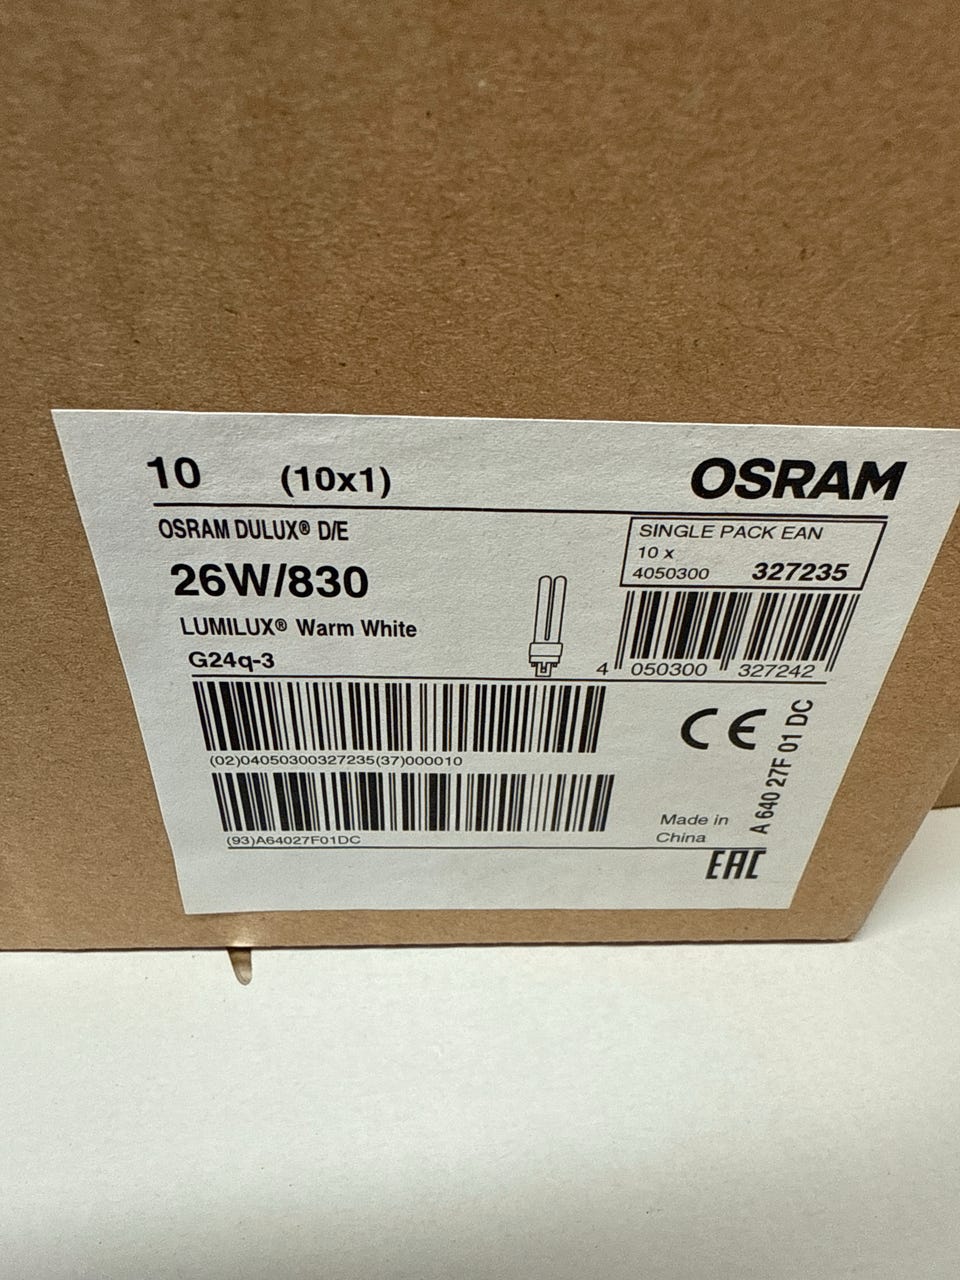 10 (10x1)
OSRAM
OSRAM DULUX® D/E
26W/830
LUMILUX® Warm White
G24q-3
SINGLE PACK EAN
10 x
4050300 327235
4 050300 327242
(02)04050300327235(37)000010
(93)A64027F01DC
CE
A 640 27F 01 DC
Made in
China
EAC